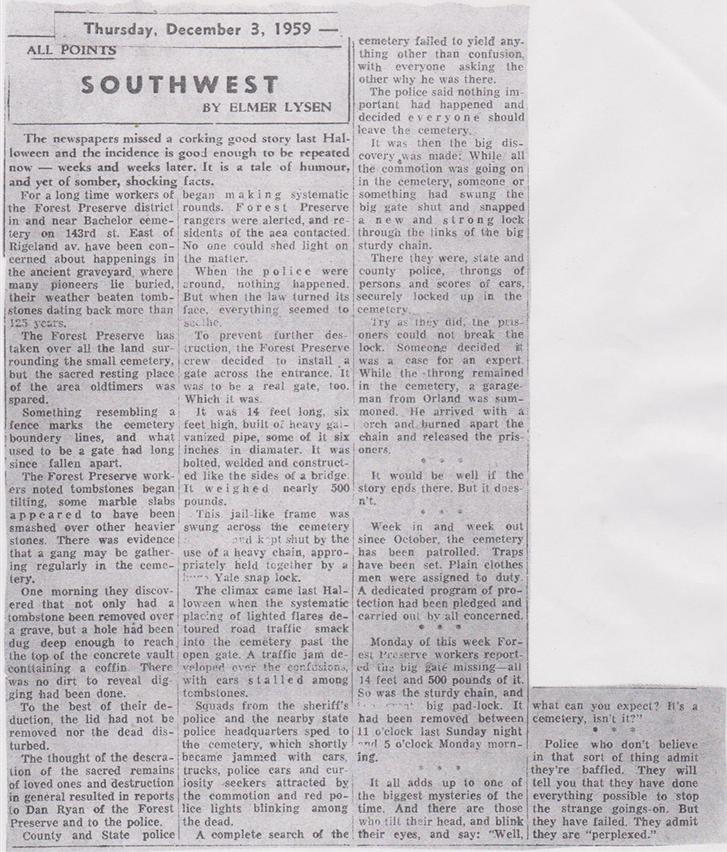 Thursday, December 3, 1959 —
ALL POINTS
SOUTHWEST
BY ELMER LYSEN
The newspapers missed a corking good story last Hal-
loween and the incidence is good enough to be repeated
now — weeks and weeks later. It is a tale of humour,
and yet of somber, shocking facts.
For a long time workers of
the Forest Preserve district
in and near Bachelor ceme-
tery on 143rd st. East of
Rigeland av. have been con-
cerned about happenings in
the ancient graveyard where
many pioneers lie buried,
their weather beaten tomb-
stones dating back more than
125 years.
The Forest Preserve has
taken over all the land sur-
rounding the small cemetery,
but the sacred resting place
of the area oldtimers was
spared.
Something resembling a
fence marks the cemetery
boundery lines, and what
used to be a gate had long
since fallen apart.
The Forest Preserve work-
ers noted tombstones began
tilting, some marble slabs
appeared to have been
smashed over other heavier
stones. There was evidence
that a gang may be gather-
ing regularly in the ceme-
tery.
One morning they discov-
ered that not only had a
tombstone been removed over
a grave, but a hole had been
dug deep enough to reach
the top of the concrete vault
conttaining a coffin. There
was no dirt to reveal dig-
ging had been done.
To the best of their de-
duction, the lid had not be
removed nor the dead dis-
turbed.
The thought of the descra-
tion of the sacred remains
of loved ones and destruction
in general resulted in reports
to Dan Ryan of the Forest
Preserve and to the police.
County and State police
began making systematic
rounds. Forest Preserve
rangers were alerted, and re-
sidents of the aea contacted.
No one could shed light on
the matter.
When the police were
around, nothing happened.
But when the law turned its
face, everything seemed to
seethe.
To prevent further des-
truction, the Forest Preserve
crew decided to install a
gate across the entrance. It
was to be a real gate, too.
Which it was.
It was 14 feet long, six
feet high, built of heavy gal-
vanized pipe, some of it six
inches in diamater. It was
bolted, welded and construct-
ed like the sides of a bridge.
It weighed nearly 500
pounds.
This jail-like frame was
swung across the cemetery
and kept shut by the
use of a heavy chain, appro-
priately held together by a
Yale snap lock.
The climax came last Hal-
loween when the systematic
placing of lighted flares de-
toured road traffic smack
into the cemetery past the
open gate. A traffic jam de-
veloped over the confusions,
with cars stalled among
tombstones.
Squads from the sheriff's
police and the nearby state
police headquarters sped to
the cemetery, which shortly
became jammed with cars,
trucks, police cars and cur-
iosity seekers attracted by
the commotion and red po-
lice lights blinking among
the dead.
A complete search of the
cemetery failed to yield any-
thing other than confusion,
with everyone asking the
other why he was there.
The police said nothing im-
portant had happened and
decided everyone should
leave the cemetery.
It was then the big dis-
covery was made: While all
the commotion was going on
in the cemetery, someone or
something had swung the
big gate shut and snapped
a new and strong lock
through the links of the big
sturdy chain.
There they were, state and
county police, throngs of
persons and scores of cars,
securely locked up in the
cemetery.
Try as they did, the pris-
oners could not break the
lock. Someone decided it
was a case for an expert.
While the throng remained
in the cemetery, a garage-
man from Orland was sum-
moned. He arrived with a
torch and burned apart the
chain and released the pris-
oners.
* * *
It would be well if the
story ends there. But it does-
n't.
* * *
Week in and week out
since October, the cemetery
has been patrolled. Traps
have been set. Plain clothes
men were assigned to duty.
A dedicated program of pro-
tection had been pledged and
carried out by all concerned.
* * *
Monday of this week For-
est Preserve workers report-
ed the big gate missing—all
14 feet and 500 pounds of it.
So was the sturdy chain, and
big pad-lock. It
had been removed between
11 o'clock last Sunday night
and 5 o'clock Monday morn-
ing.
* * *
It all adds up to one of
the biggest mysteries of the
time. And there are those
who tilt their head, and blink
their eyes, and say: "Well,
what can you expect? It's a
cemetery, isn't it?"
* * *
Police who don't believe
in that sort of thing admit
they're baffled. They will
tell you that they have done
everything possible to stop
the strange goings-on. But
they have failed. They admit
they are "perplexed."